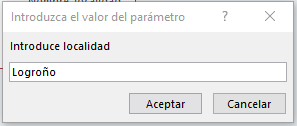 Introduzca el valor del parámetro ?
Introduce localidad
Logroño
Aceptar Cancelar